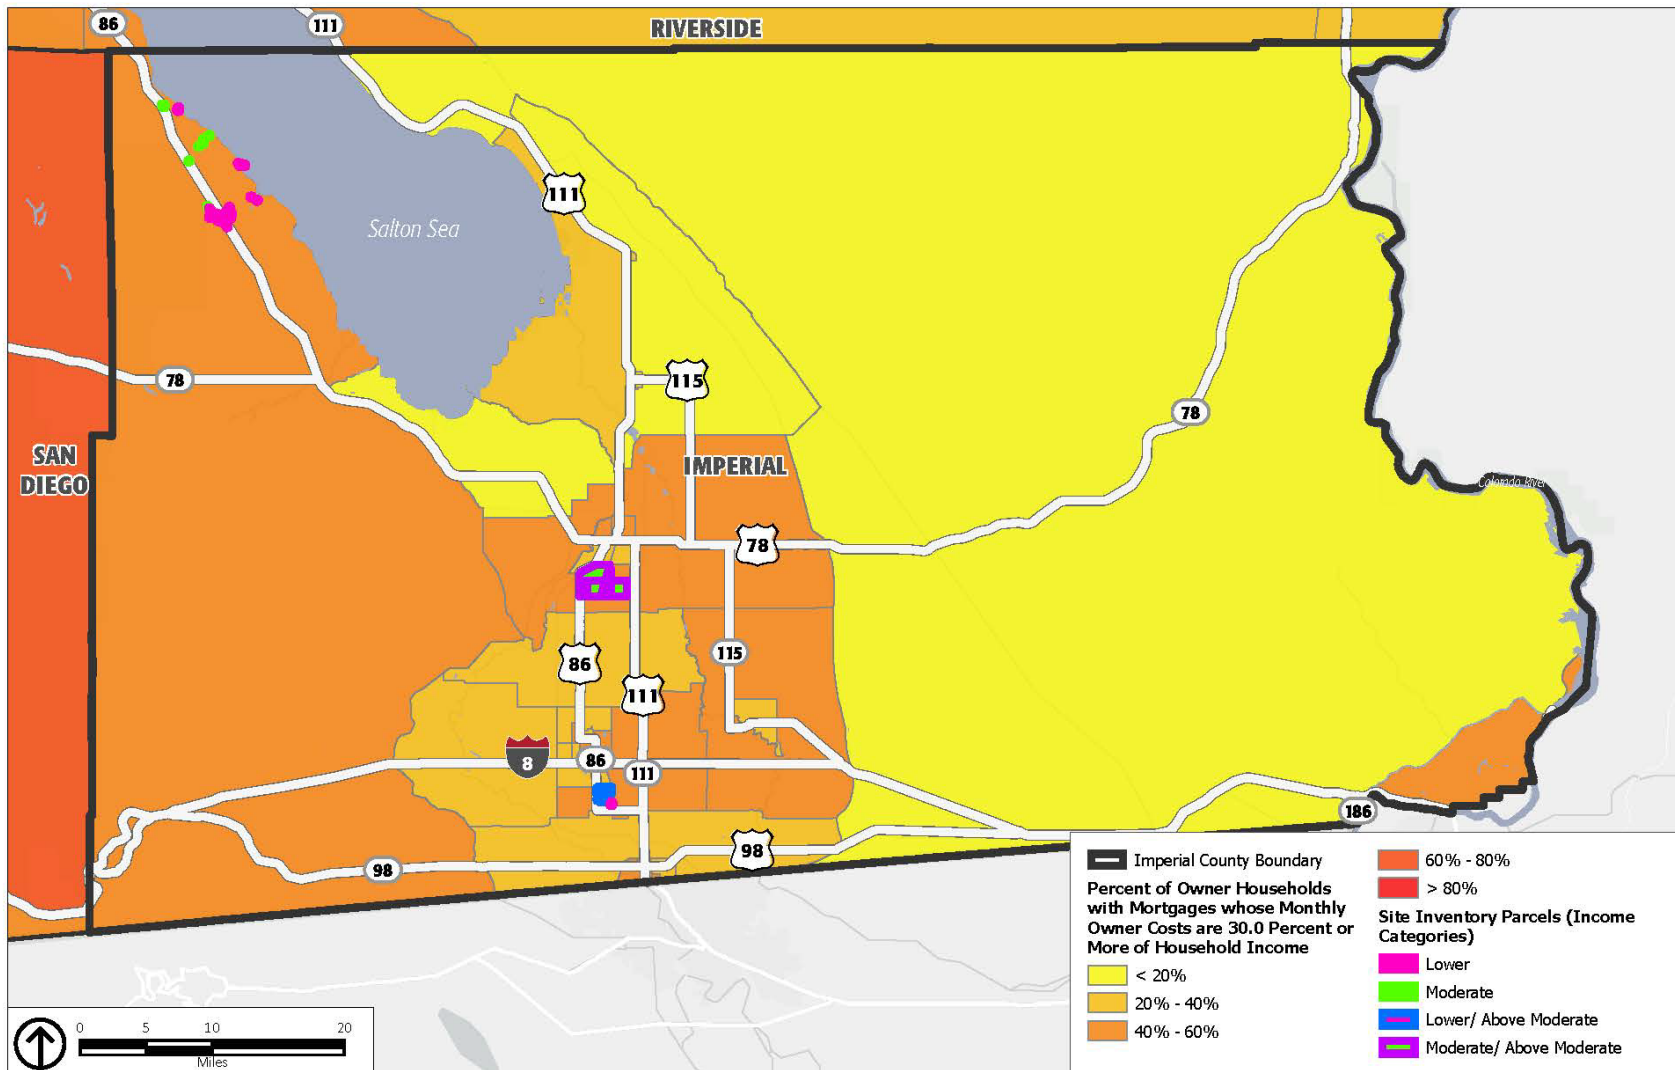 86
111
RIVERSIDE
111
Salton Sea
115
78
78
SAN
DIEGO
IMPERIAL
Colorado River
78
115
86
111
8
86
111
186
98
98
Imperial County Boundary
Percent of Owner Households
with Mortgages whose Monthly
Owner Costs are 30.0 Percent or
More of Household Income
< 20%
20% - 40%
40% - 60%
60% - 80%
> 80%
Site Inventory Parcels (Income
Categories)
Lower
Moderate
Lower/ Above Moderate
Moderate/ Above Moderate
0 5 10 20
Miles